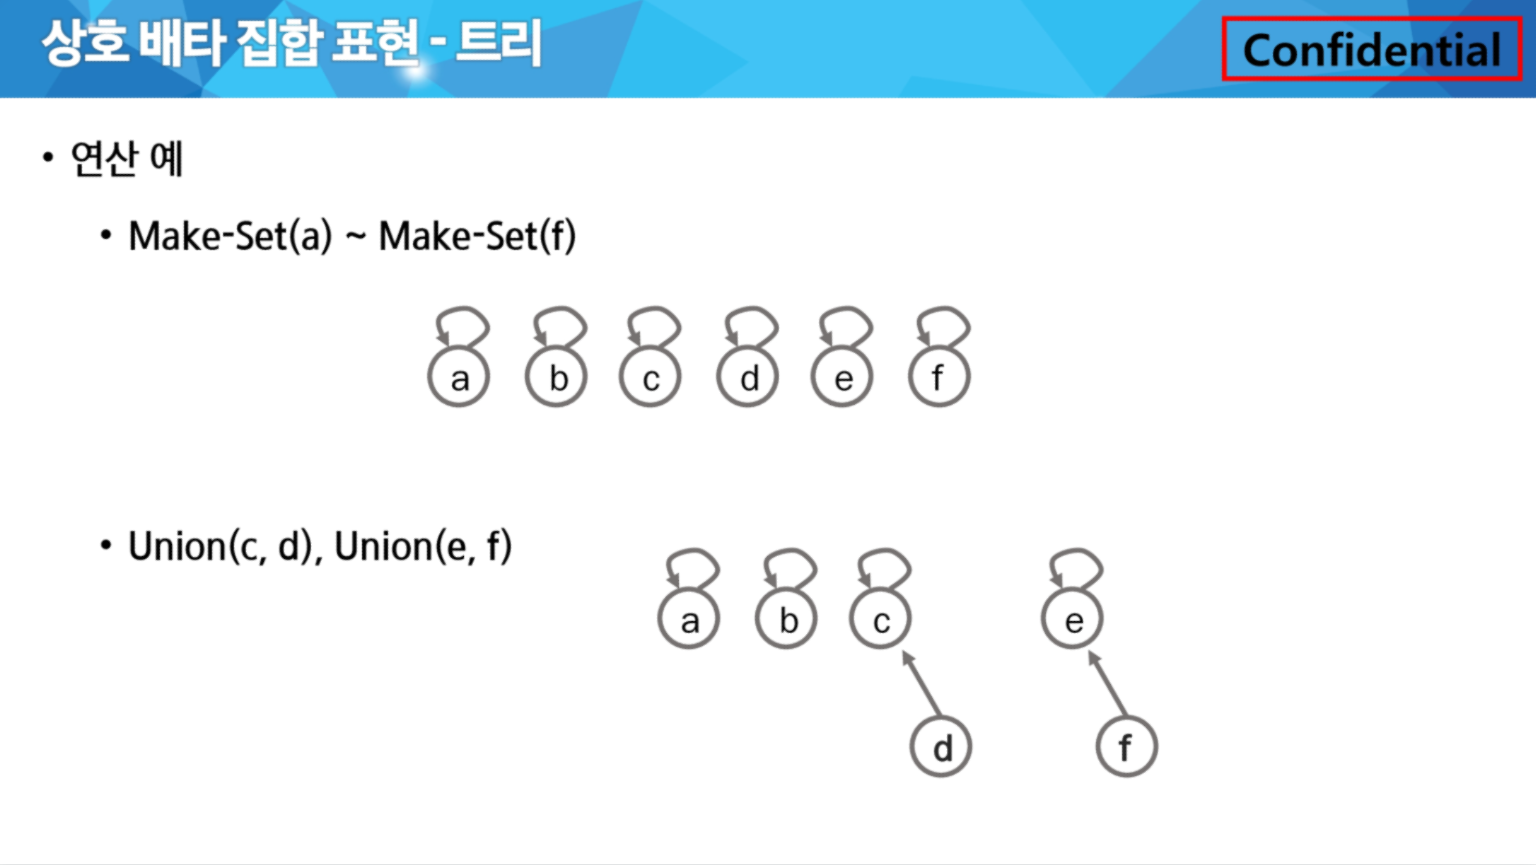 상호 배타 집합 표현 - 트리
Confidential
• 연산 예
• Make-Set(a) ~ Make-Set(f)
a b c d e f
• Union(c, d), Union(e, f)
a b c e
d f